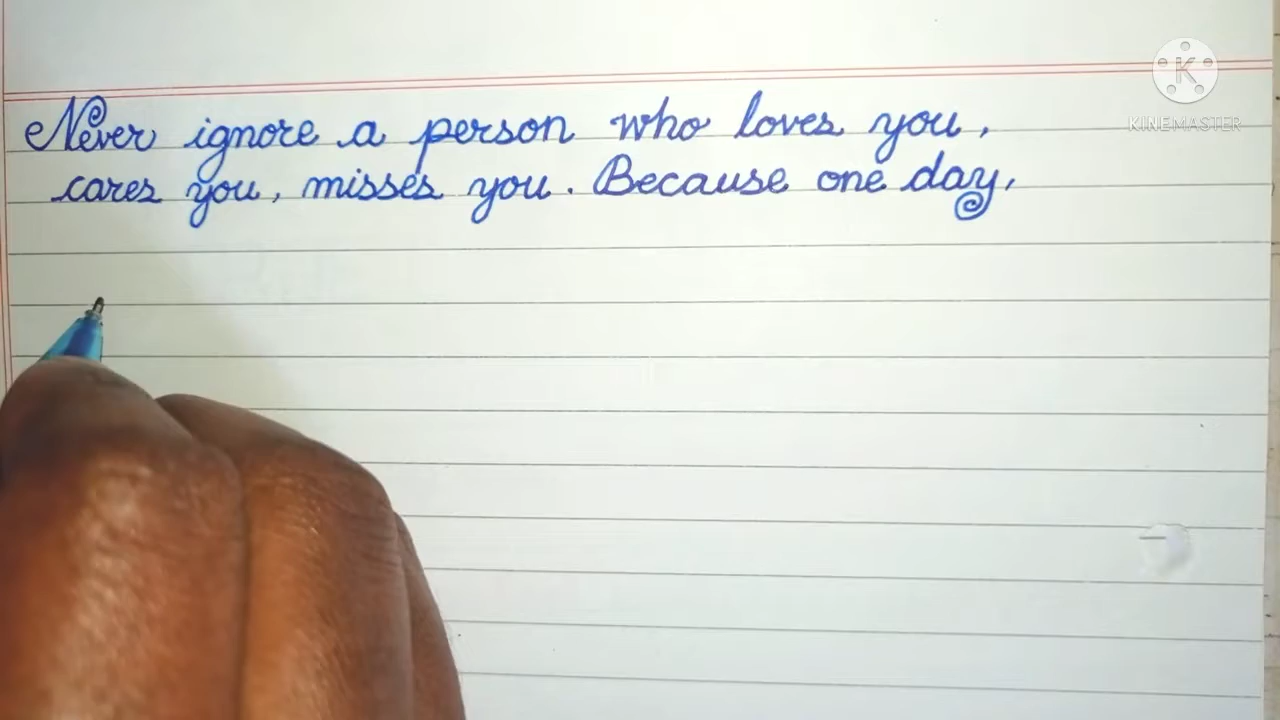 Never ignore a person who loves you,
cares you, misses you. Because one day,
KINEMASTER